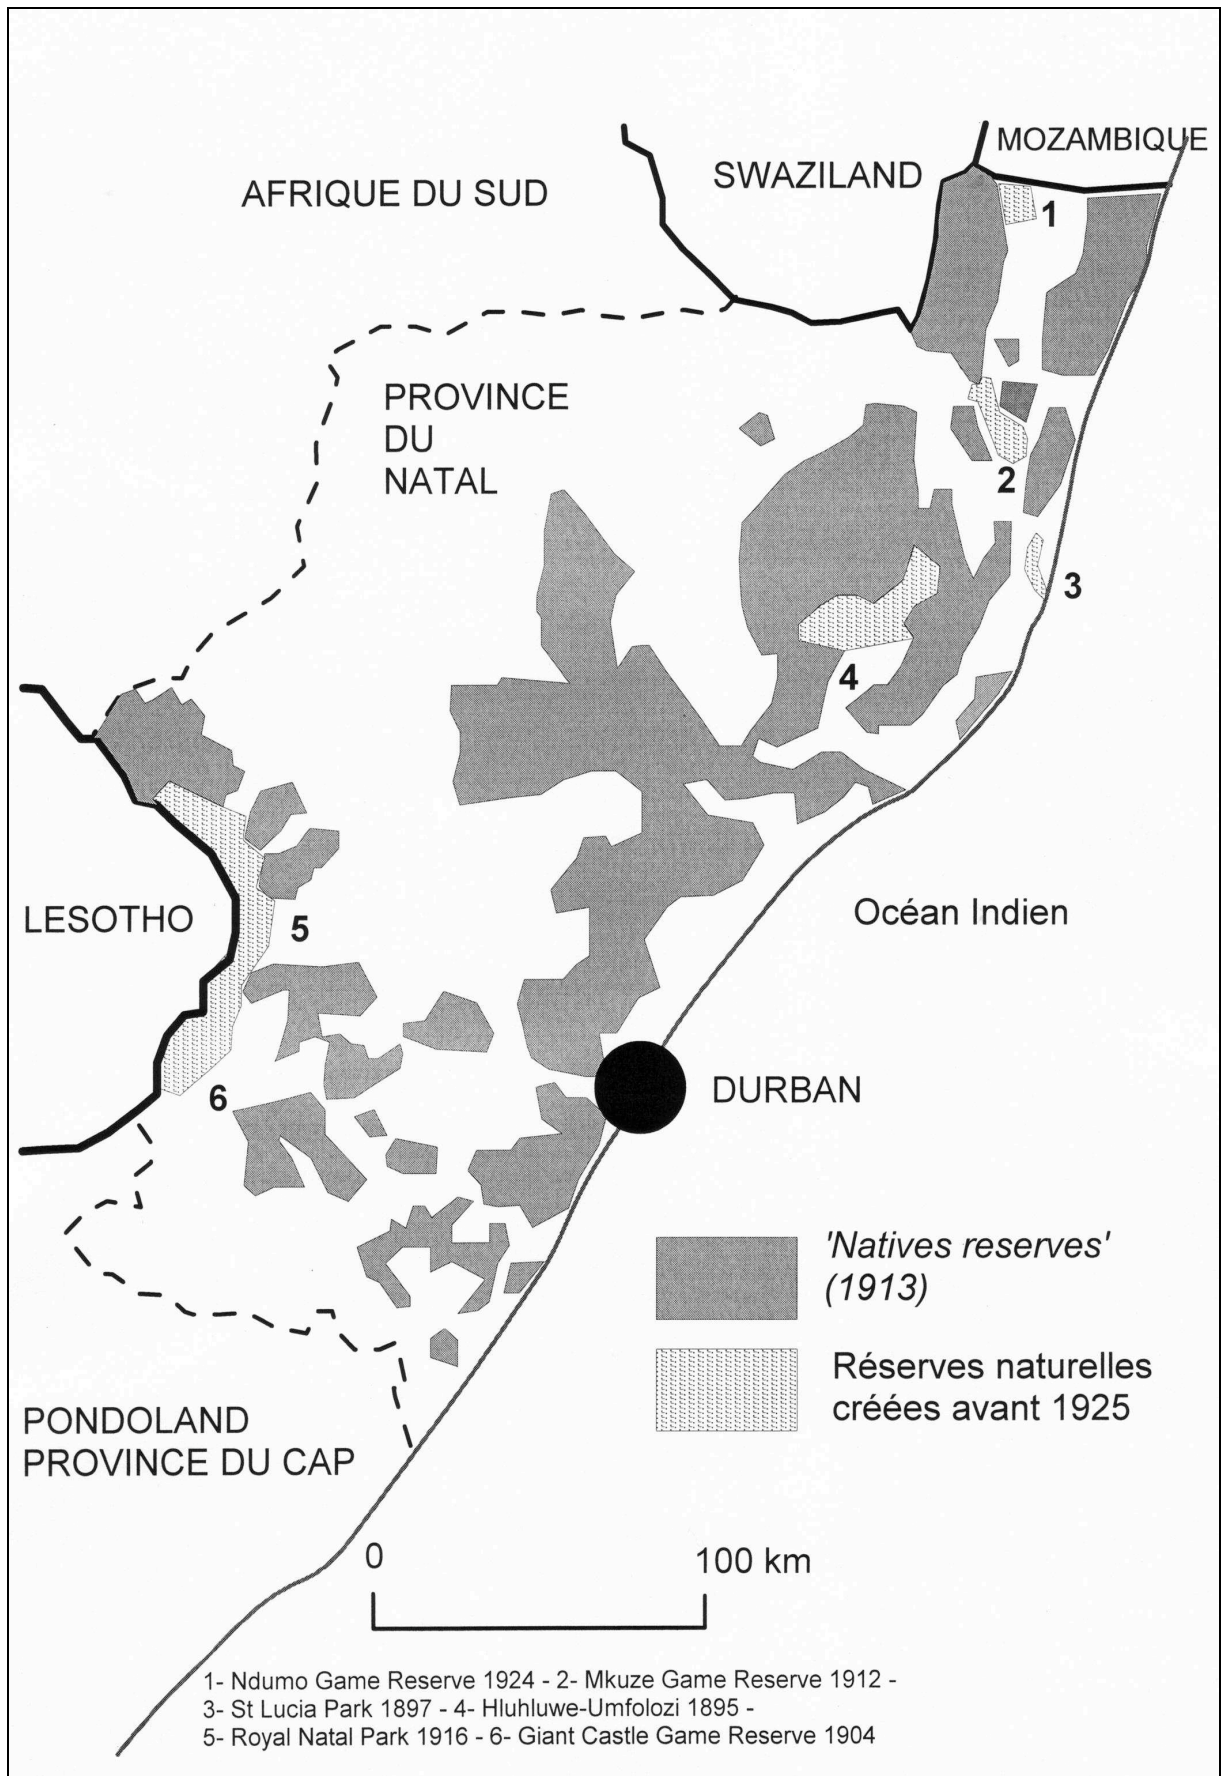 MOZAMBIQUE
SWAZILAND
AFRIQUE DU SUD
1
PROVINCE
DU
NATAL
2
3
4
LESOTHO
5
Océan Indien
6
DURBAN
'Natives reserves'
(1913)
Réserves naturelles
créées avant 1925
PONDOLAND
PROVINCE DU CAP
0
100 km
1- Ndumo Game Reserve 1924 - 2- Mkuze Game Reserve 1912 -
3- St Lucia Park 1897 - 4- Hluhluwe-Umfolozi 1895 -
5- Royal Natal Park 1916 - 6- Giant Castle Game Reserve 1904